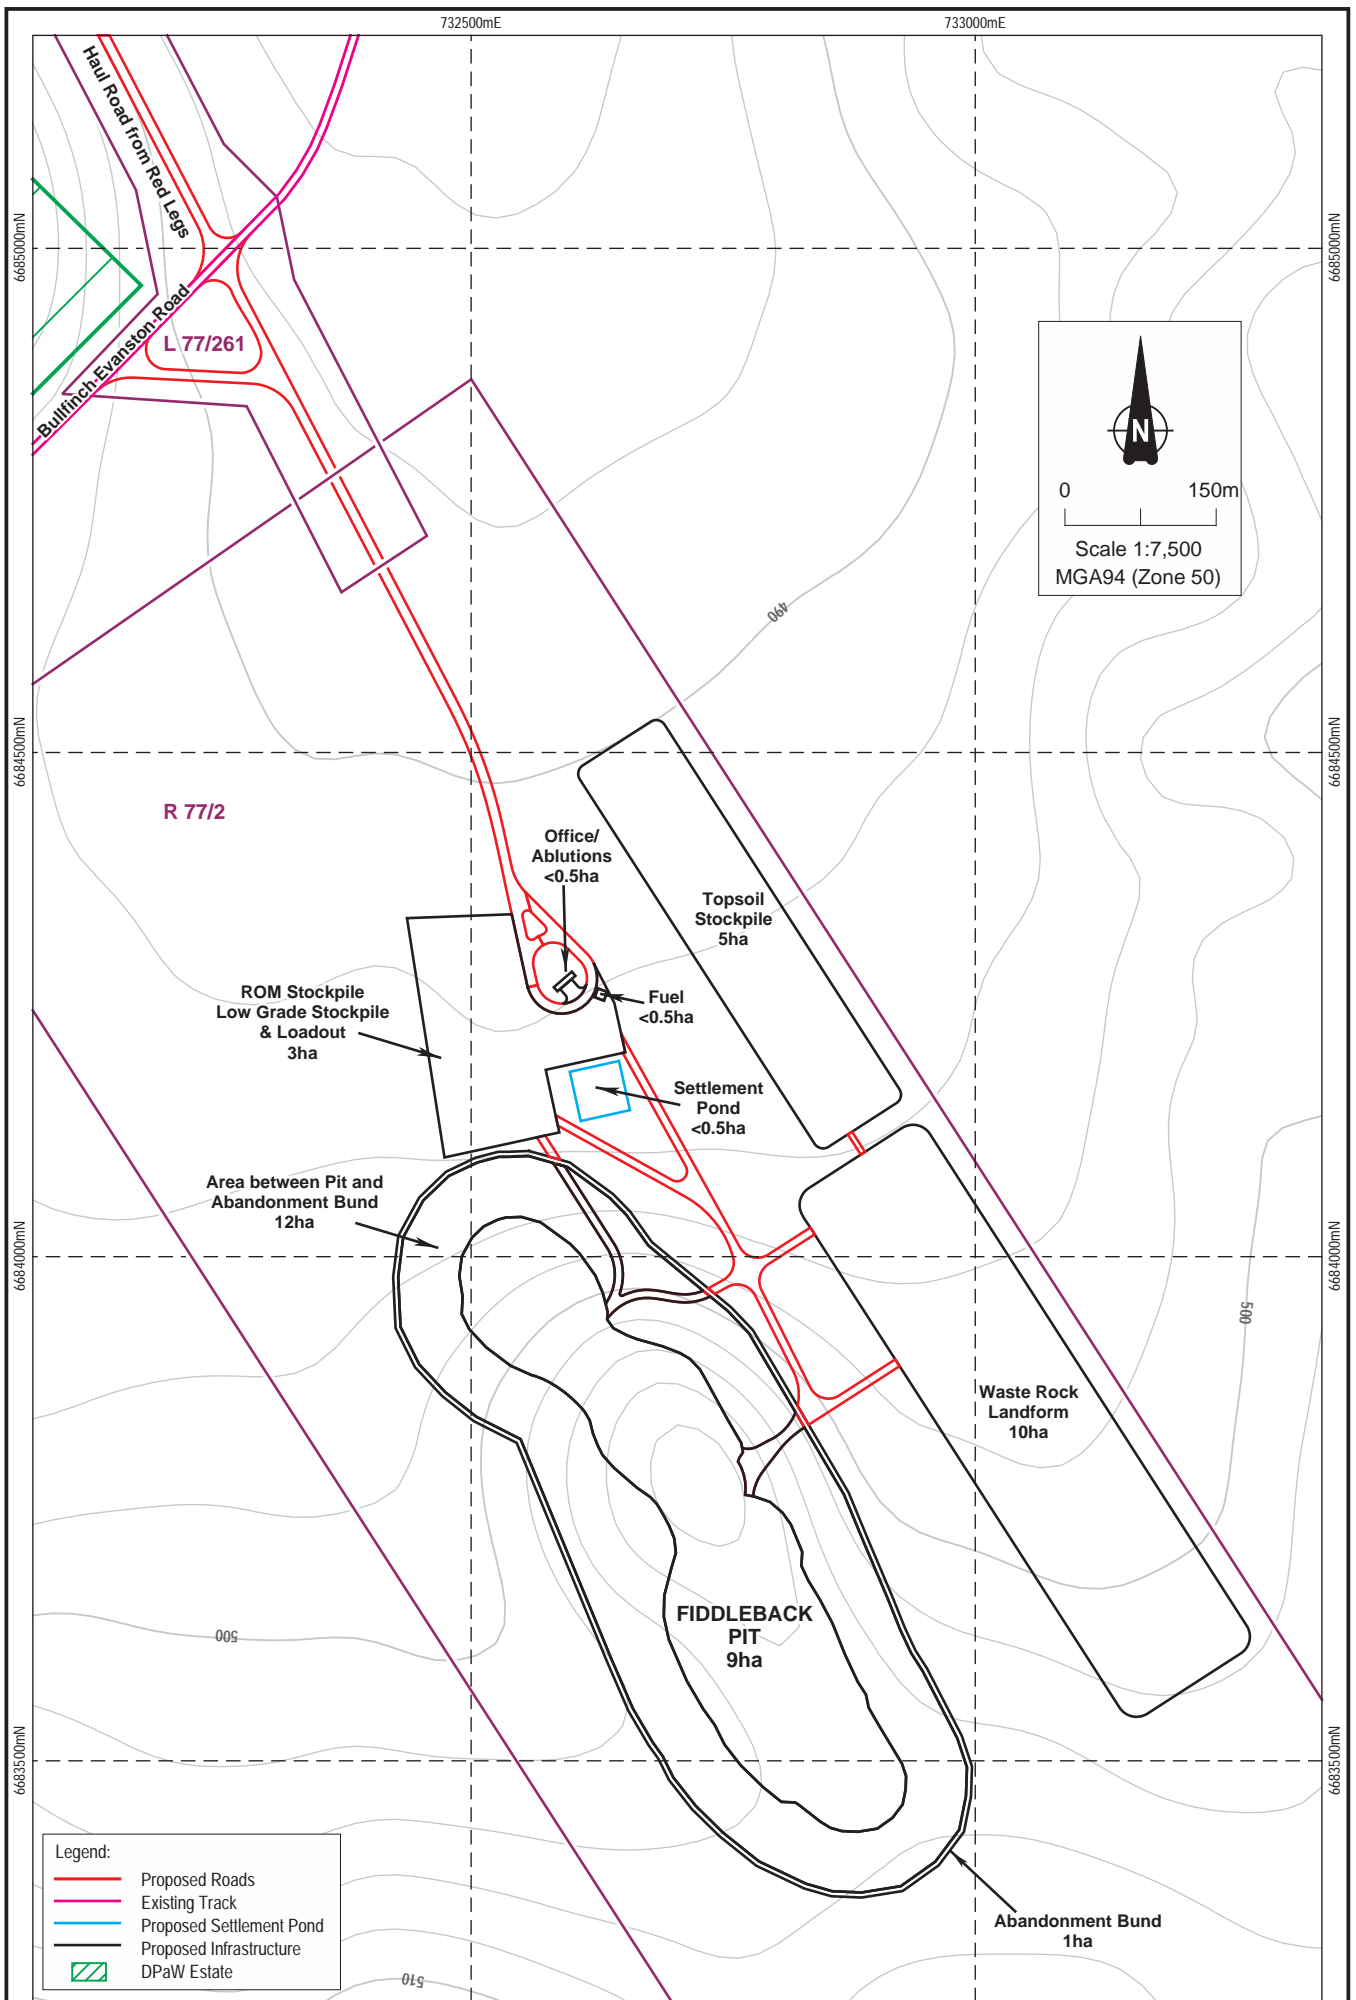 732500mE
733000mE
Haul Road from Red Legs
6685000mN
6685000mN
Bullfinch-Evanston-Road
L 77/261
N
0
150m
Scale 1:7,500
MGA94 (Zone 50)
490
6684500mN
6684500mN
R 77/2
Office/
Ablutions
<0.5ha
Topsoil
Stockpile
5ha
ROM Stockpile
Low Grade Stockpile
& Loadout
3ha
Fuel
<0.5ha
Settlement
Pond
<0.5ha
Area between Pit and
Abandonment Bund
12ha
6684000mN
6684000mN
500
Waste Rock
Landform
10ha
FIDDLEBACK
PIT
9ha
500
6683500mN
6683500mN
Legend:
Proposed Roads
Existing Track
Proposed Settlement Pond
Proposed Infrastructure
DPaW Estate
Abandonment Bund
1ha
510